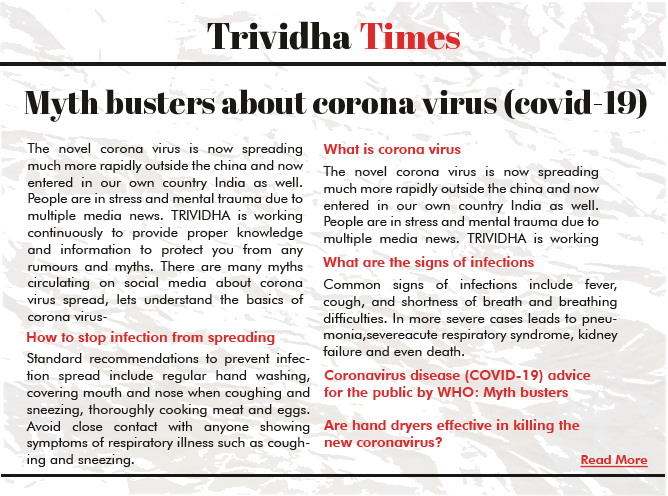 Trividha Times
Myth busters about corona virus (covid-19)
The novel corona virus is now spreading
much more rapidly outside the china and now
entered in our own country India as well.
People are in stress and mental trauma due to
multiple media news. TRIVIDHA is working
continuously to provide proper knowledge
and information to protect you from any
rumours and myths. There are many myths
circulating on social media about corona
virus spread, lets understand the basics of
corona virus-
How to stop infection from spreading
Standard recommendations to prevent infec-
tion spread include regular hand washing,
covering mouth and nose when coughing and
sneezing, thoroughly cooking meat and eggs.
Avoid close contact with anyone showing
symptoms of respiratory illness such as cough-
ing and sneezing.
What is corona virus
The novel corona virus is now spreading
much more rapidly outside the china and now
entered in our own country India as well.
People are in stress and mental trauma due to
multiple media news. TRIVIDHA is working
What are the signs of infections
Common signs of infections include fever,
cough, and shortness of breath and breathing
difficulties. In more severe cases leads to pneu-
monia,severeacute respiratory syndrome, kidney
failure and even death.
Coronavirus disease (COVID-19) advice
for the public by WHO: Myth busters
Are hand dryers effective in killing the
new coronavirus?
Read More